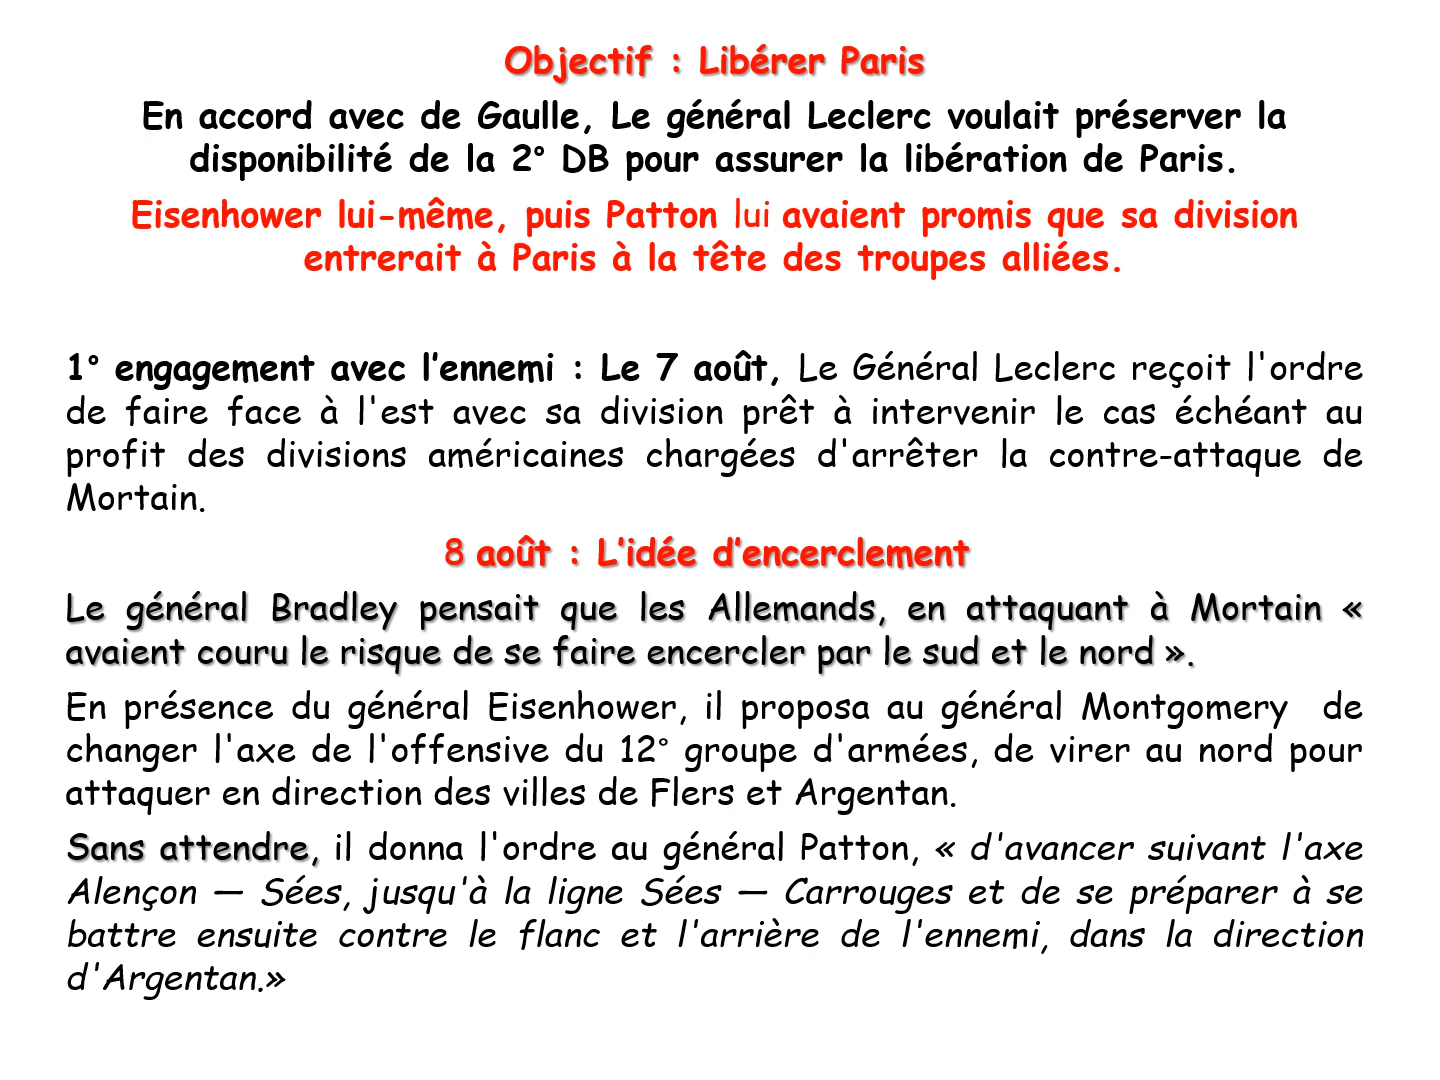 Objectif : Libérer Paris
En accord avec de Gaulle, Le général Leclerc voulait préserver la
disponibilité de la 2° DB pour assurer la libération de Paris.
Eisenhower lui-même, puis Patton lui avaient promis que sa division
entrerait à Paris à la tête des troupes alliées.
1° engagement avec l’ennemi : Le 7 août, Le Général Leclerc reçoit l'ordre
de faire face à l'est avec sa division prêt à intervenir le cas échéant au
profit des divisions américaines chargées d'arrêter la contre-attaque de
Mortain.
8 août : L’idée d’encerclement
Le général Bradley pensait que les Allemands, en attaquant à Mortain «
avaient couru le risque de se faire encercler par le sud et le nord ».
En présence du général Eisenhower, il proposa au général Montgomery de
changer l'axe de l'offensive du 12° groupe d'armées, de virer au nord pour
attaquer en direction des villes de Flers et Argentan.
Sans attendre, il donna l'ordre au général Patton, « d'avancer suivant l'axe
Alençon — Sées, jusqu'à la ligne Sées — Carrouges et de se préparer à se
battre ensuite contre le flanc et l'arrière de l'ennemi, dans la direction
d'Argentan.»